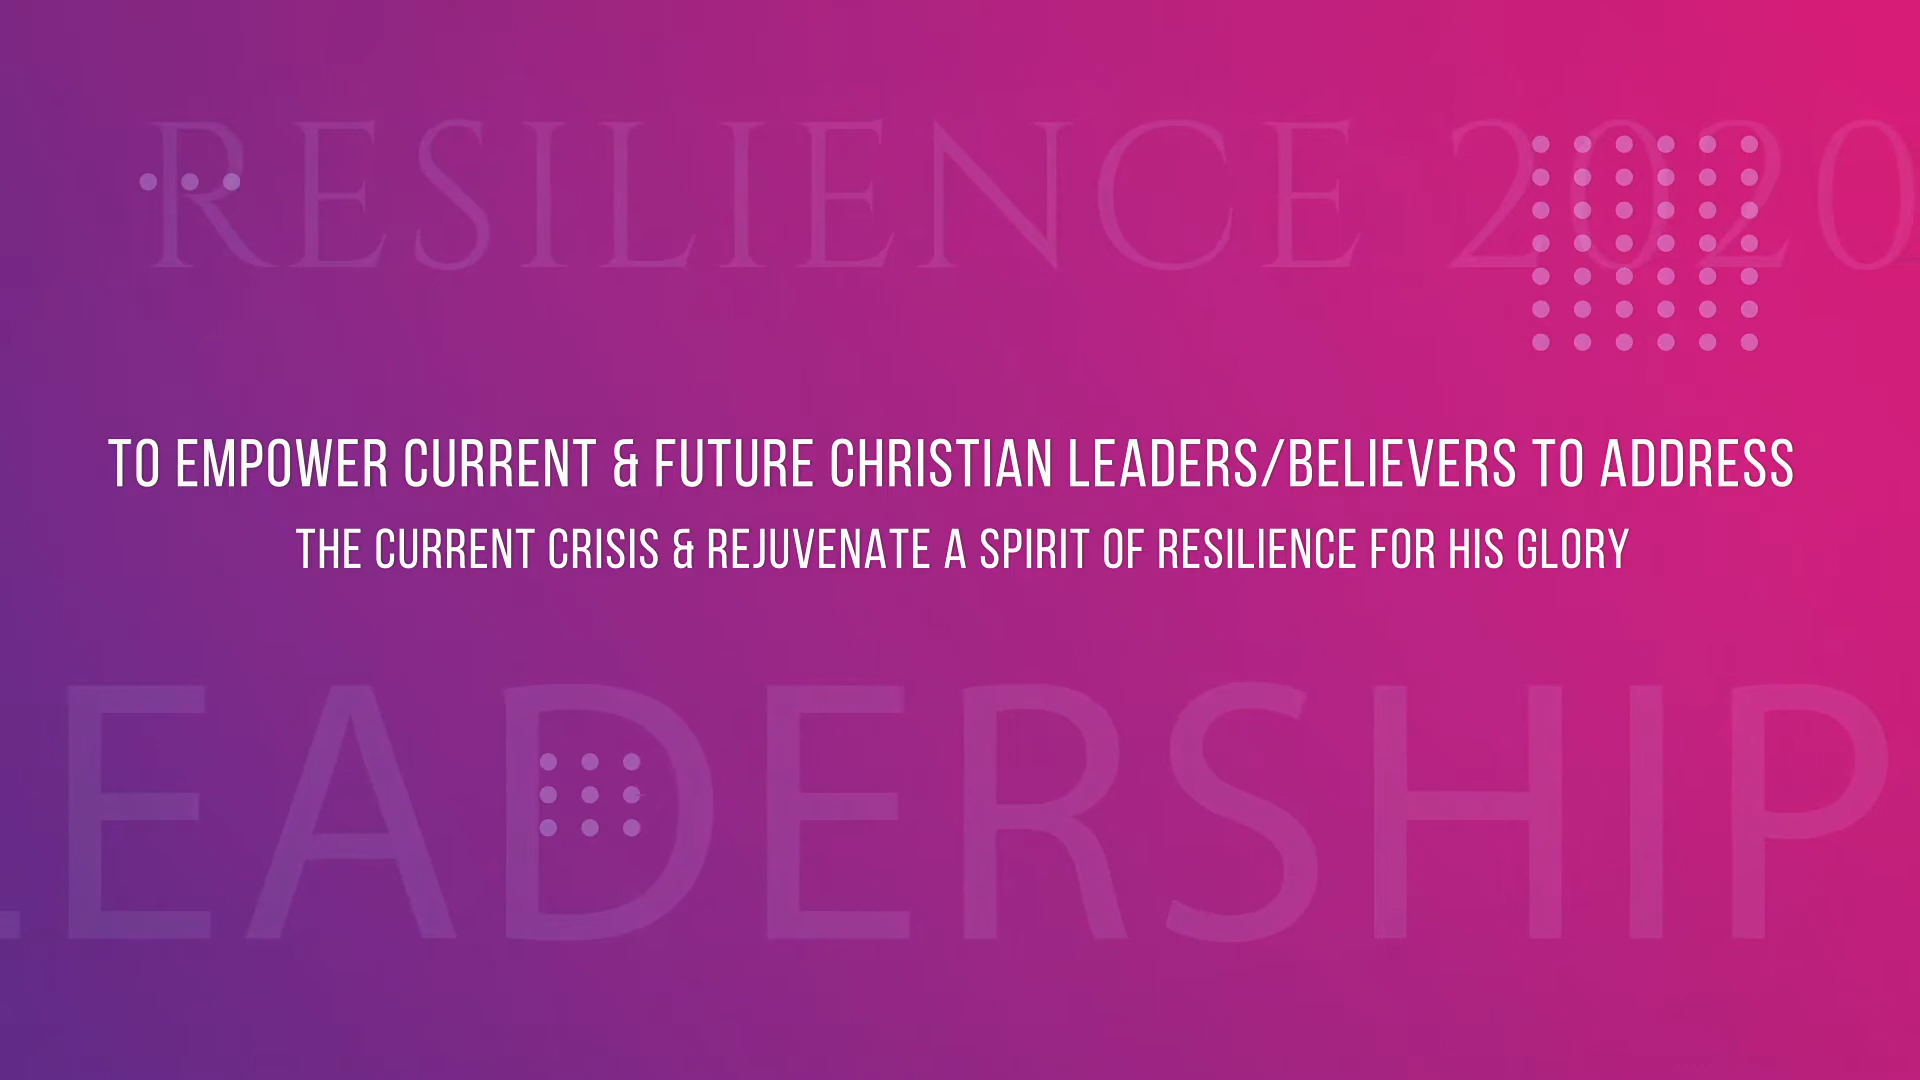 RESILIENCE 2020
TO EMPOWER CURRENT & FUTURE CHRISTIAN LEADERS/BELIEVERS TO ADDRESS
THE CURRENT CRISIS & REJUVENATE A SPIRIT OF RESILIENCE FOR HIS GLORY
LEADERSHIP